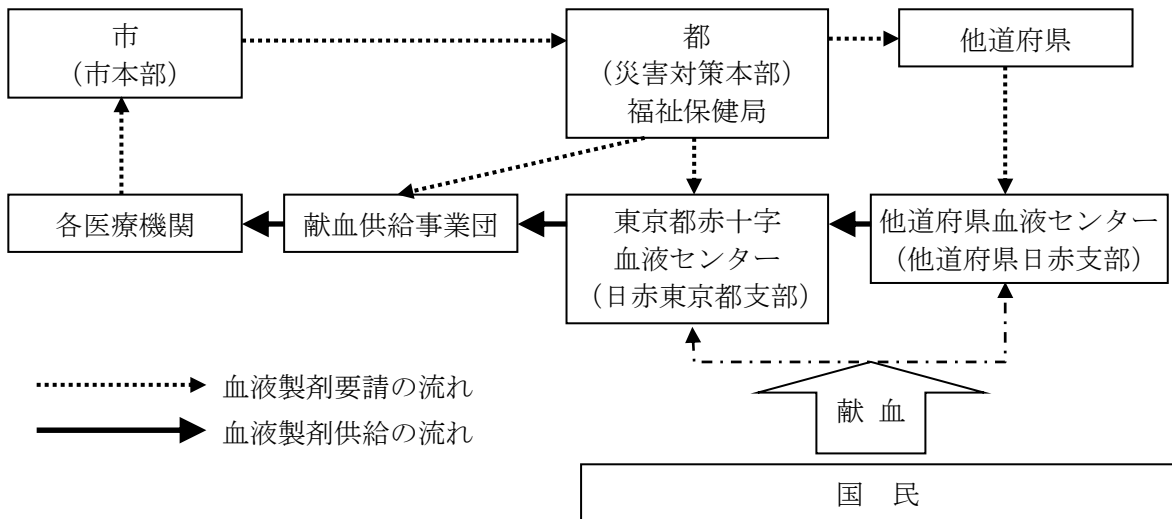 市
(市本部)
都
(災害対策本部)
福祉保健局
他道府県
各医療機関
献血供給事業団
東京都赤十字
血液センター
(日赤東京都支部)
他道府県血液センター
(他道府県日赤支部)
血液製剤要請の流れ
血液製剤供給の流れ
献 血
国 民